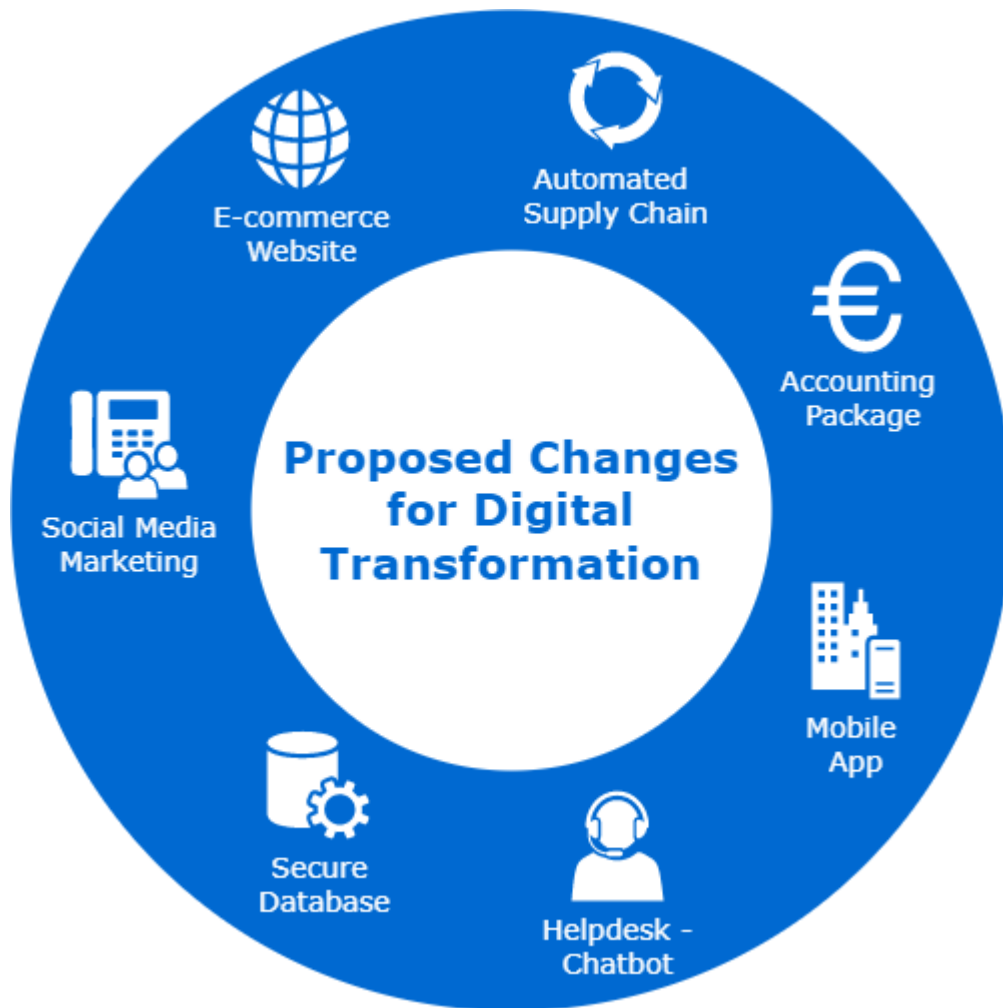 E-commerce
Website
Automated
Supply Chain
Accounting
Package
Mobile
App
Helpdesk -
Chatbot
Secure
Database
Social Media
Marketing
Proposed Changes
for Digital
Transformation